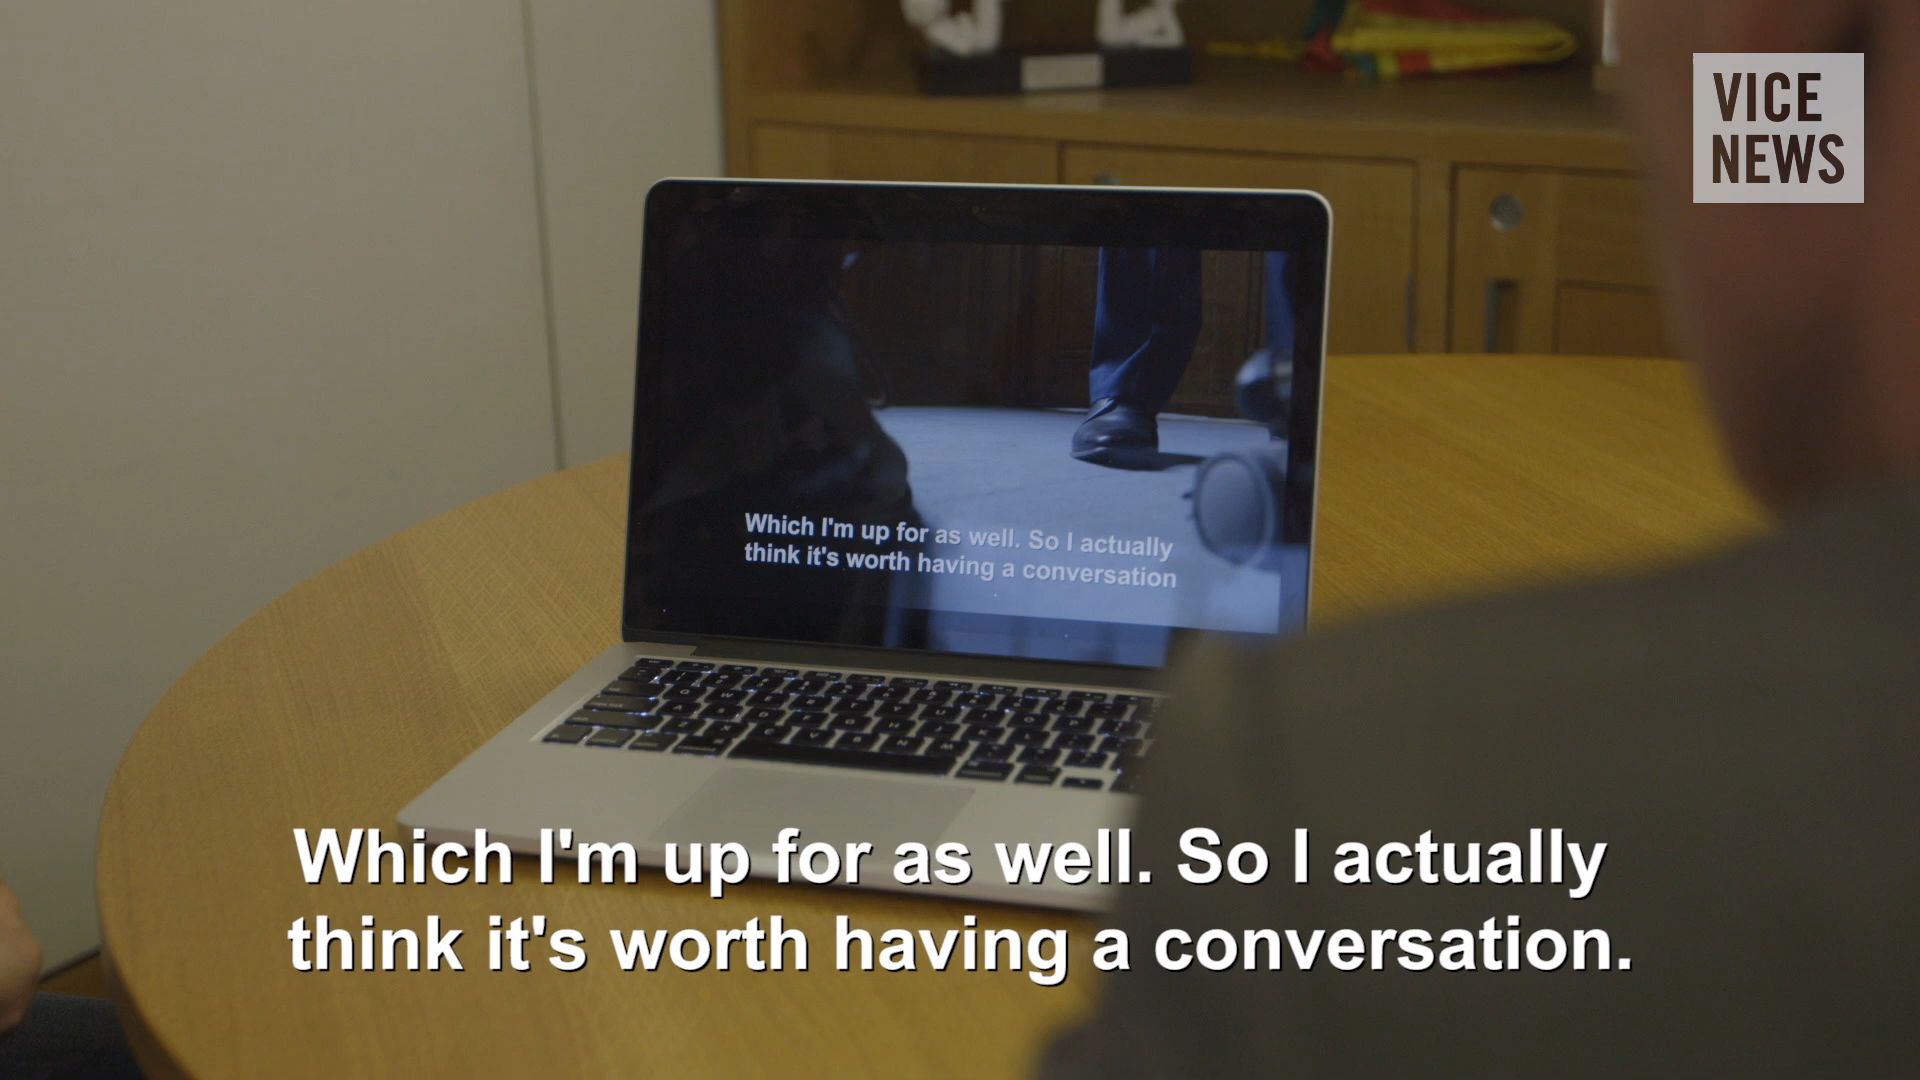 VICE
NEWS
Which I'm up for as well. So I actually
think it's worth having a conversation
Which I'm up for as well. So I actually
think it's worth having a conversation.